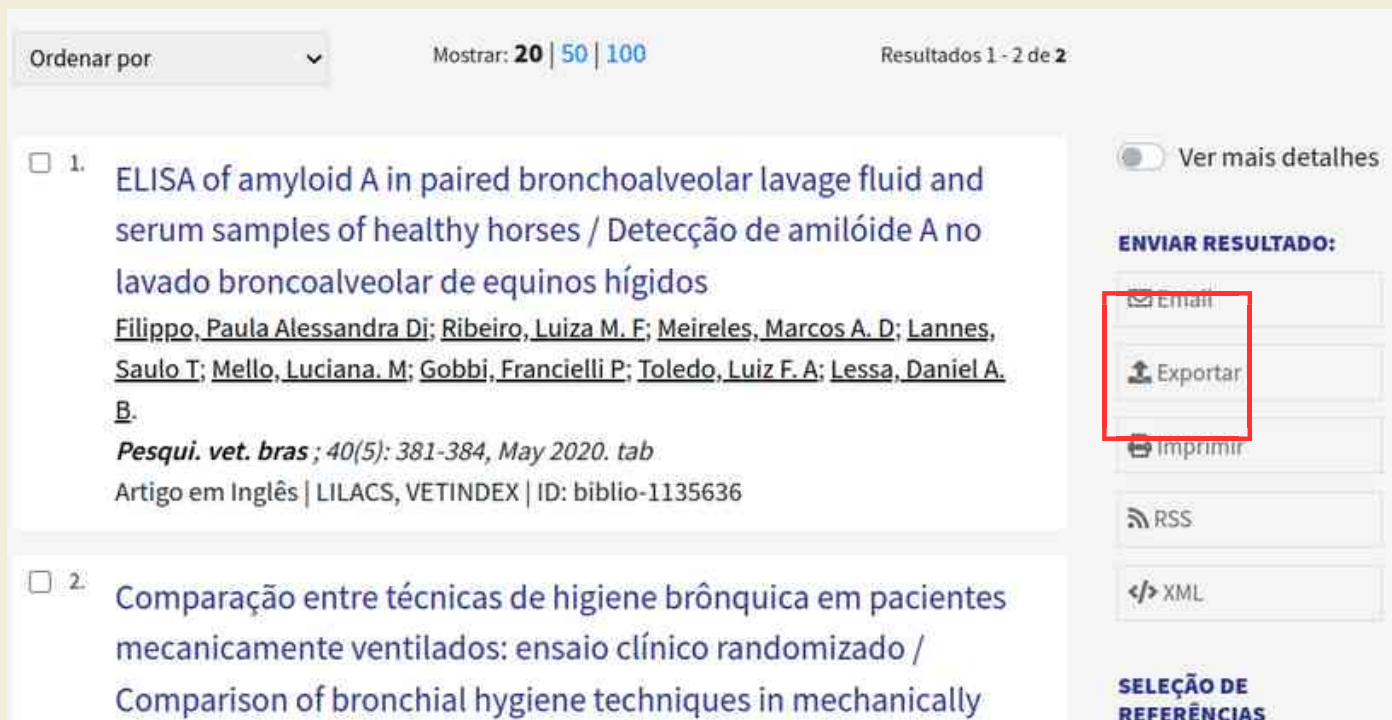 Ordenar por
Mostrar: 20 | 50 | 100
Resultados 1 - 2 de 2
1.
ELISA of amyloid A in paired bronchoalveolar lavage fluid and
serum samples of healthy horses / Detecção de amilóide A no
lavado broncoalveolar de equinos hígidos
Filippo, Paula Alessandra Di; Ribeiro, Luiza M. F; Meireles, Marcos A. D; Lannes,
Saulo T; Mello, Luciana. M; Gobbi, Francielli P; Toledo, Luiz F. A; Lessa, Daniel A.
B.
Pesqui. vet. bras ; 40(5): 381-384, May 2020. tab
Artigo em Inglês | LILACS, VETINDEX | ID: biblio-1135636
2.
Comparação entre técnicas de higiene brônquica em pacientes
mecanicamente ventilados: ensaio clínico randomizado /
Comparison of bronchial hygiene techniques in mechanically
Ver mais detalhes
ENVIAR RESULTADO:
Email
Exportar
Imprimir
RSS
</> XML
SELEÇÃO DE
REFERÊNCIAS